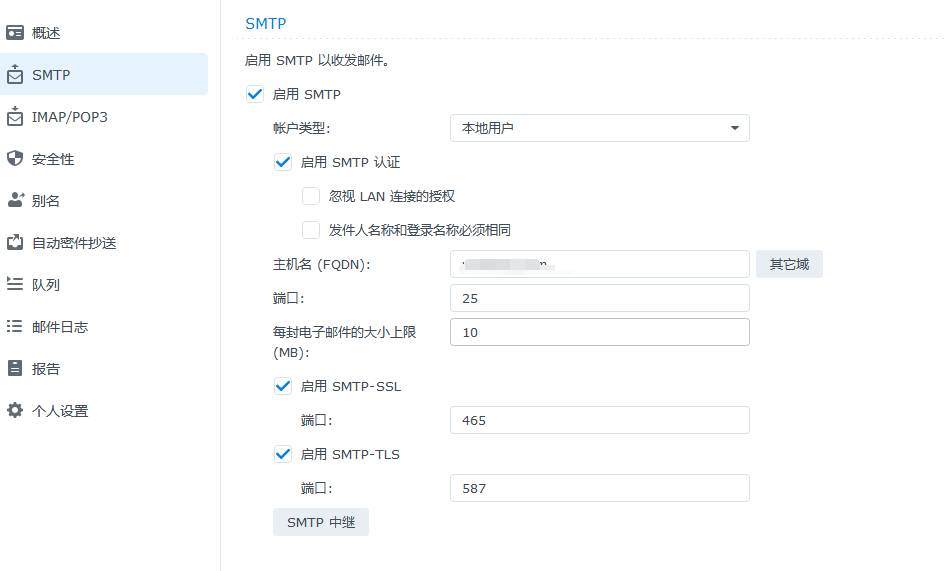 概述
SMTP
IMAP/POP3
安全性
别名
自动密件抄送
队列
邮件日志
报告
个人设置
SMTP
启用 SMTP 以收发邮件。
启用 SMTP
帐户类型: 本地用户
启用 SMTP 认证
忽视 LAN 连接的授权
发件人名称和登录名称必须相同
主机名 (FQDN): 其它域
端口: 25
每封电子邮件的大小上限 10
(MB):
启用 SMTP-SSL
端口: 465
启用 SMTP-TLS
端口: 587
SMTP 中继